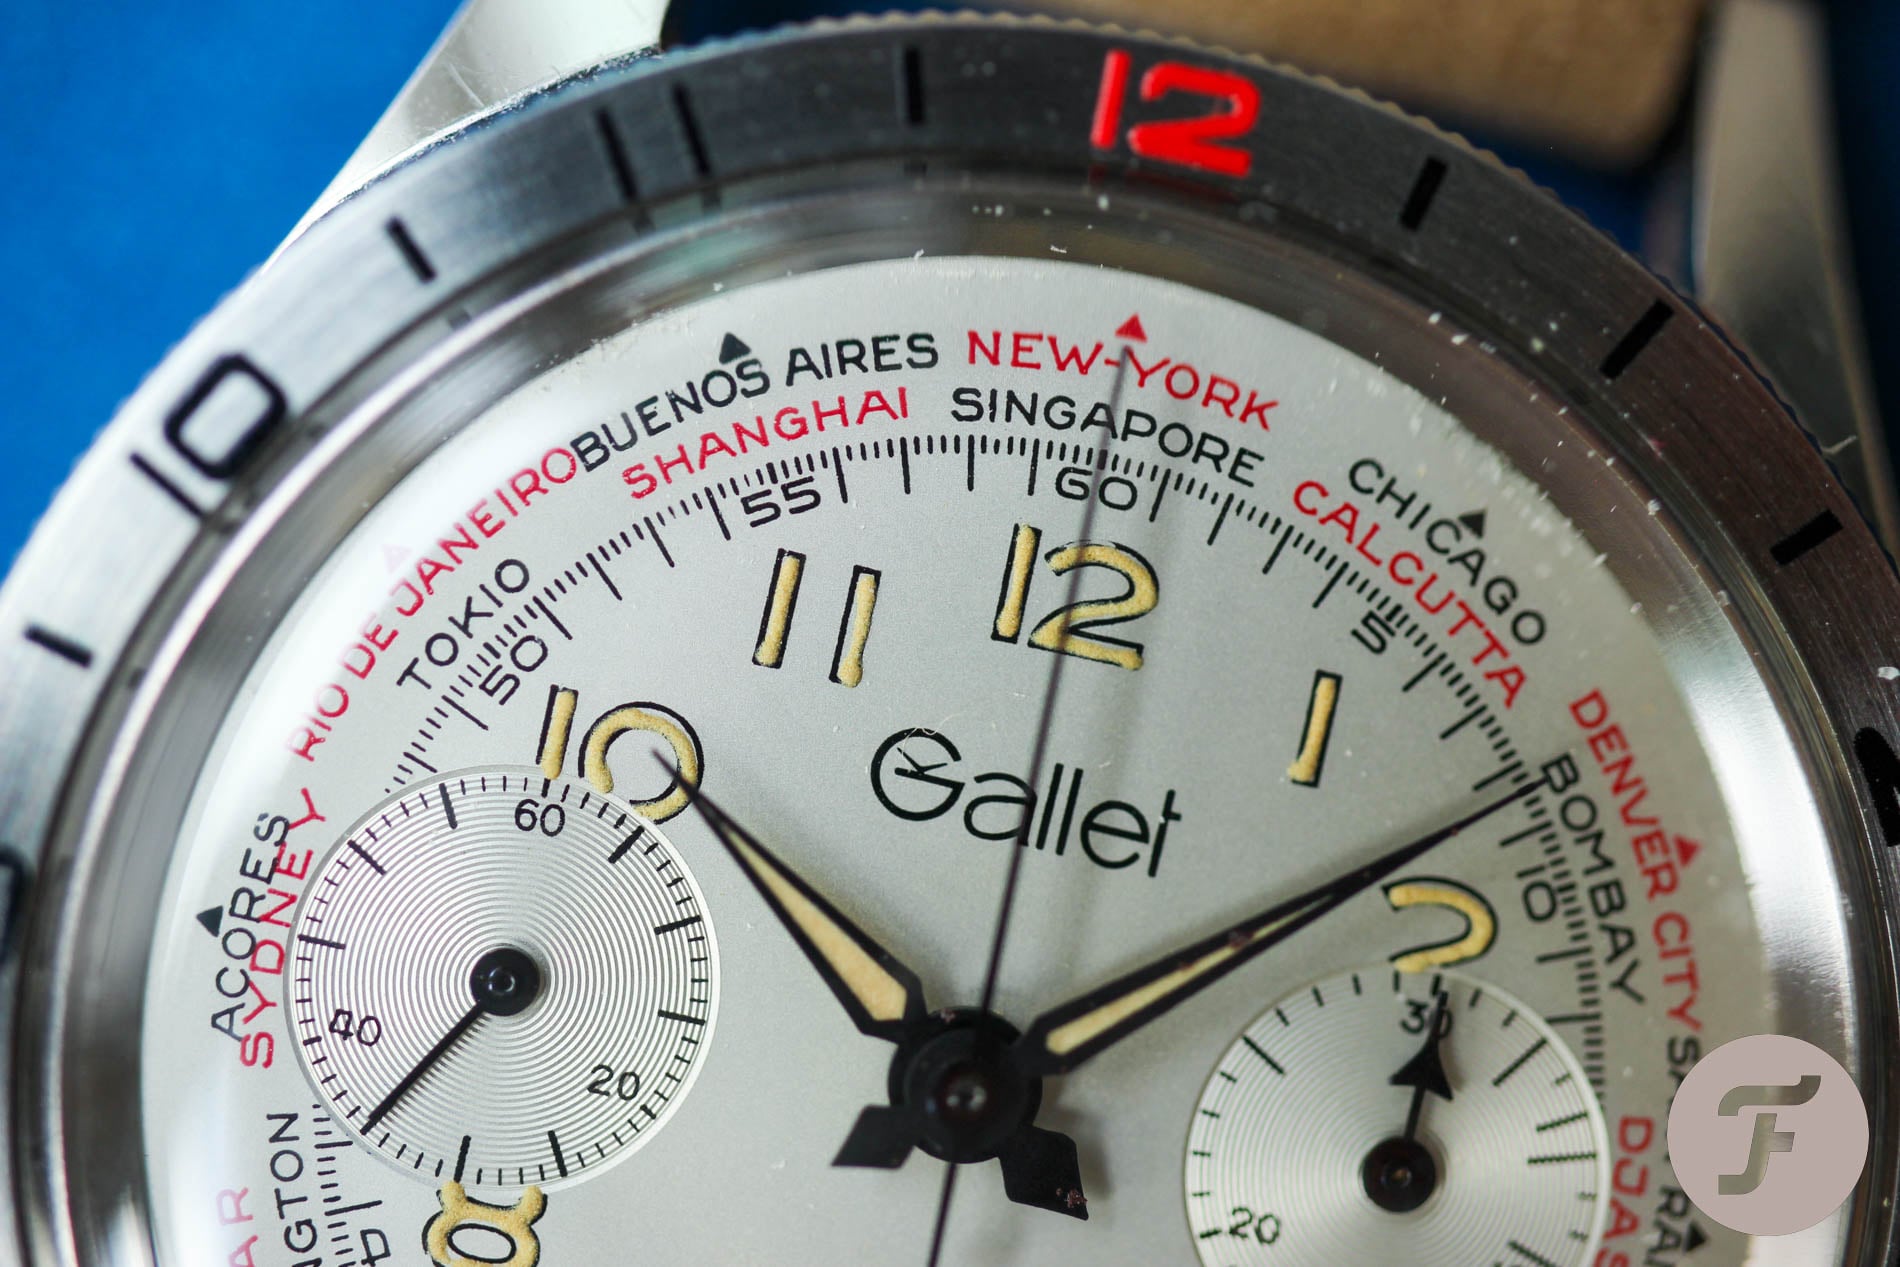 12
10
NEW-YORK
BUENOS AIRES
SHANGHAI
SINGAPORE
CHICAGO
CALCUTTA
RIO DE JANEIRO
TOKIO
DENVER CITY
BOMBAY
ACORES
SYDNEY
55
60
5
50
10
11
12
1
10
2
Gallet
60
40
20
30
20
8